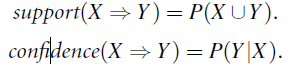 support(X ⇒ Y) = P(X ∪ Y).
confidence(X ⇒ Y) = P(Y|X).